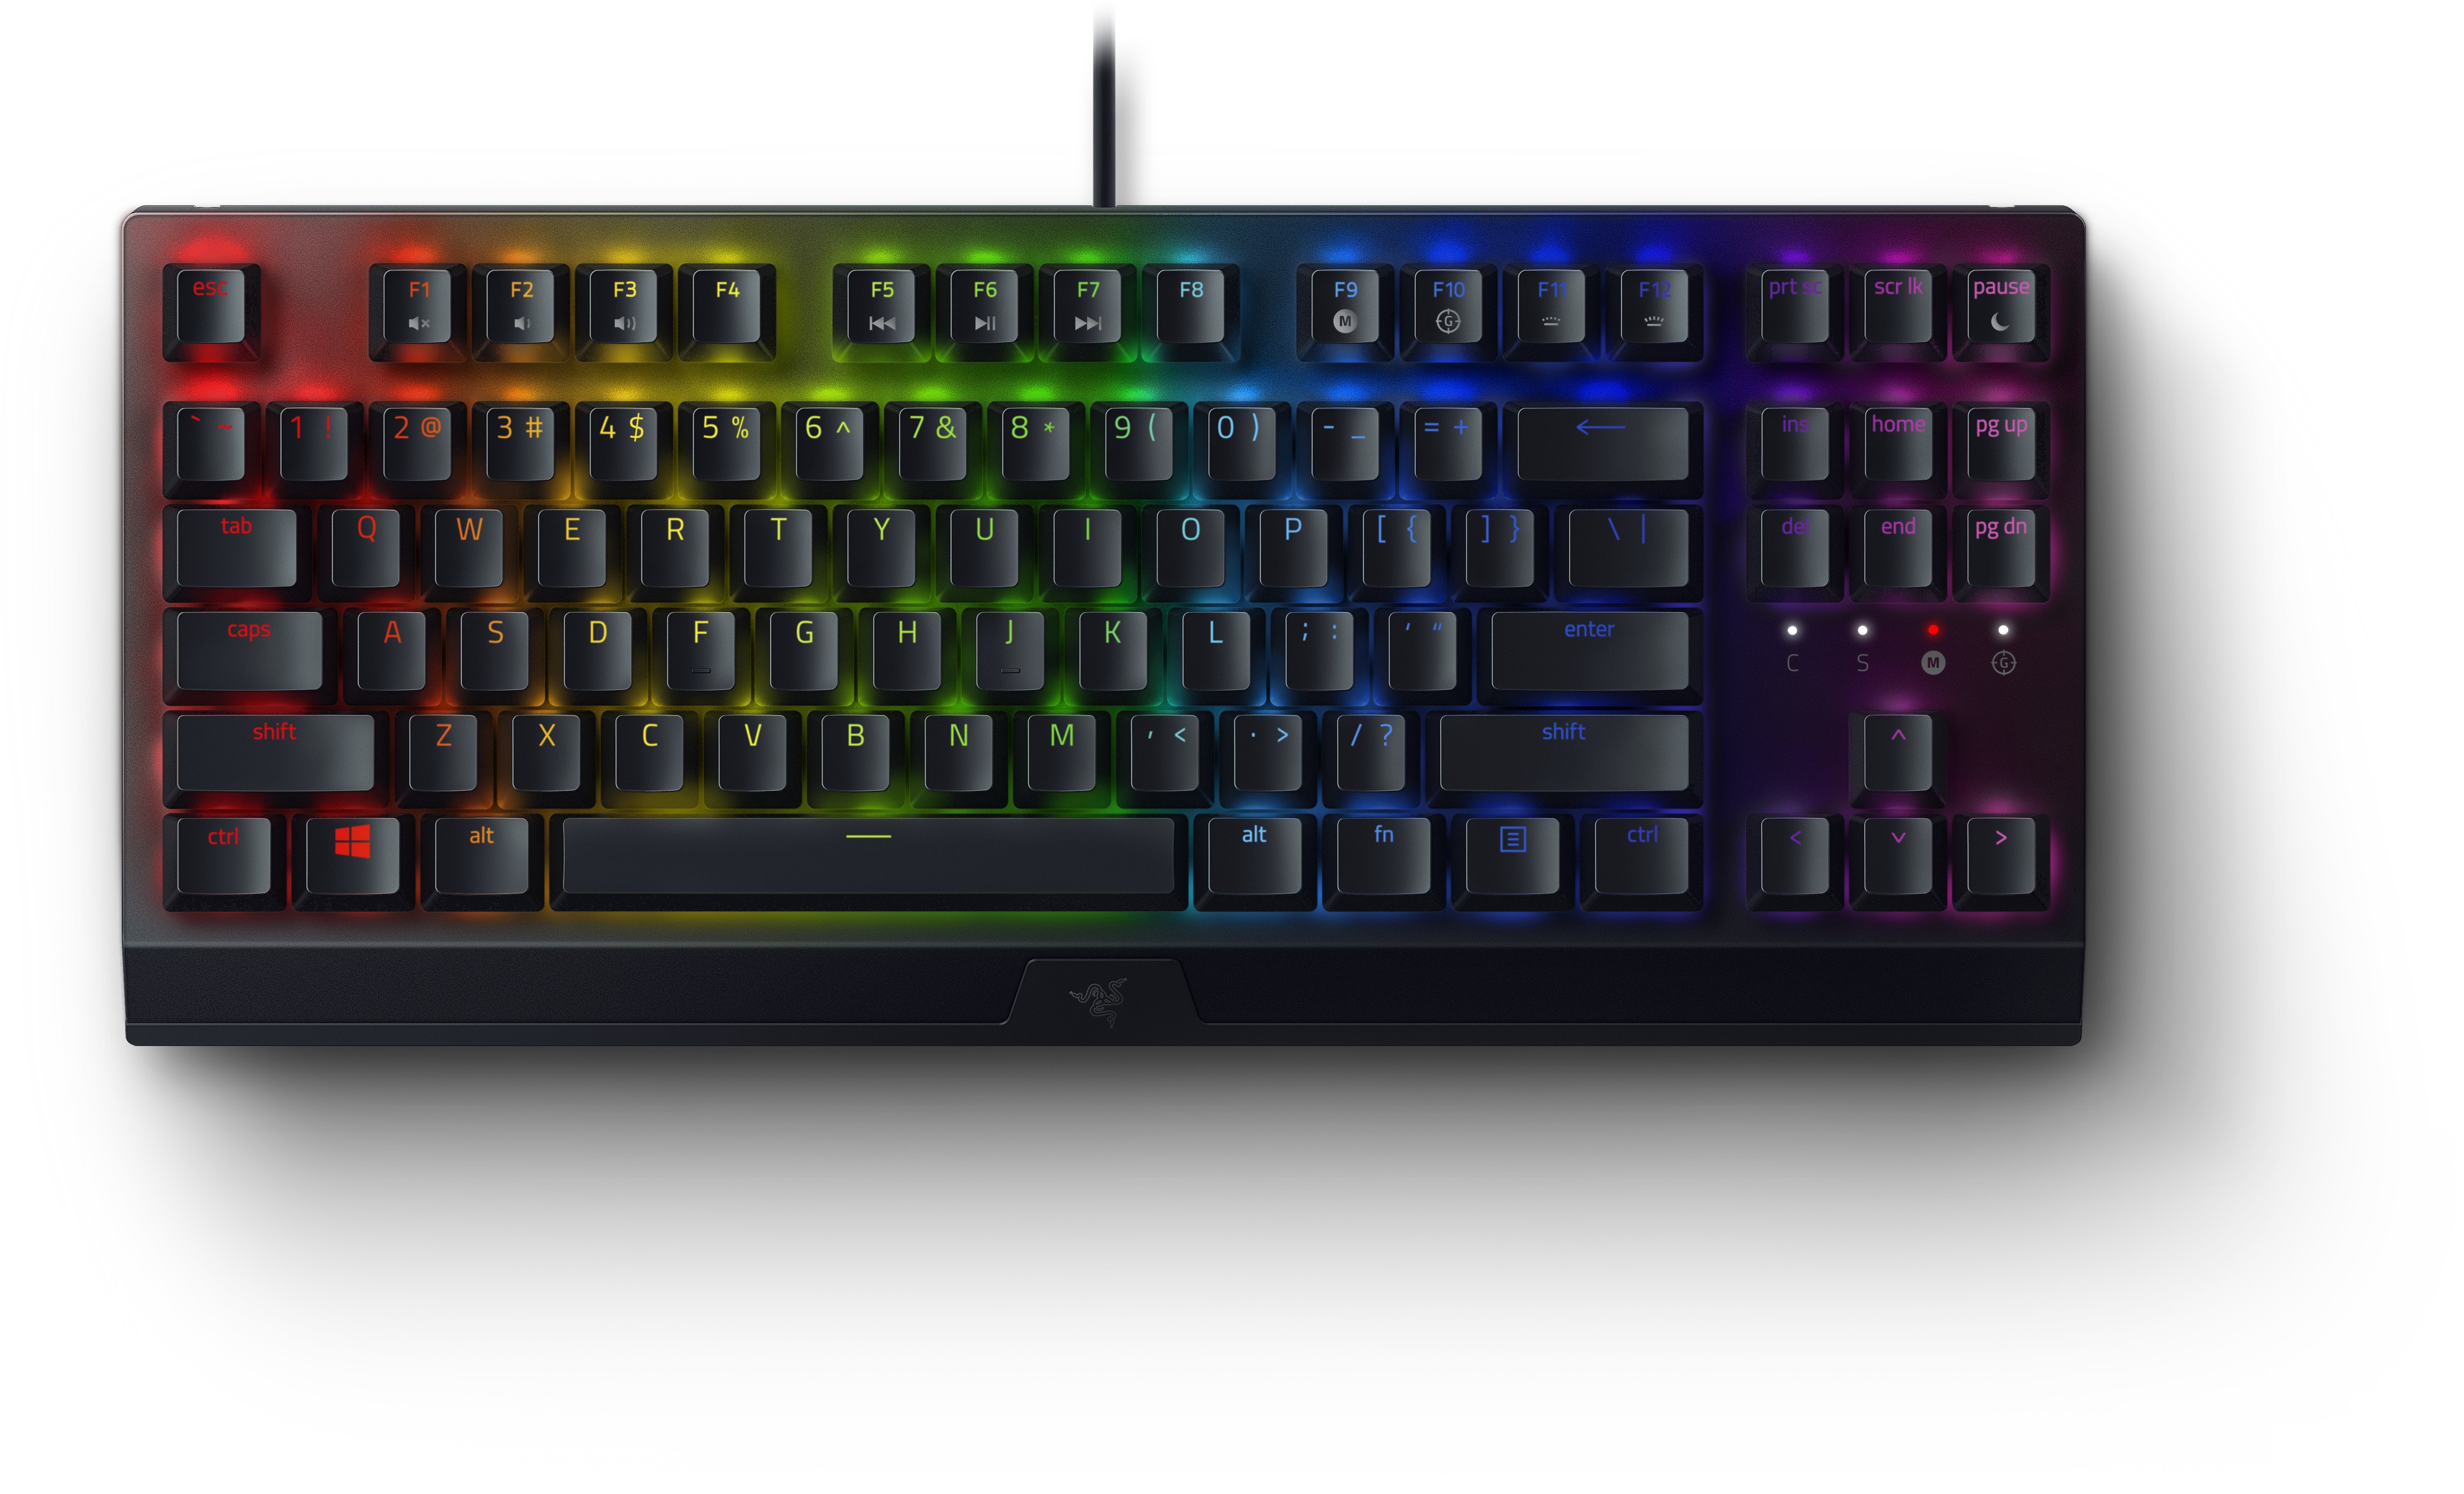 esc F1 F2 F3 F4 F5 F6 F7 F8 F9 F10 F11 F12 prt sc scr lk pause
M G
` ~ 1 ! 2 @ 3 # 4 $ 5 % 6 ^ 7 & 8 * 9 ( 0 ) - _ = + ← ins home pg up
tab Q W E R T Y U I O P [ { ] } \ | del end pg dn
caps A S D F G H J K L ; : ' " enter
C S M G
shift Z X C V B N M , < . > / ? shift ^
ctrl alt — alt fn ctrl < v >